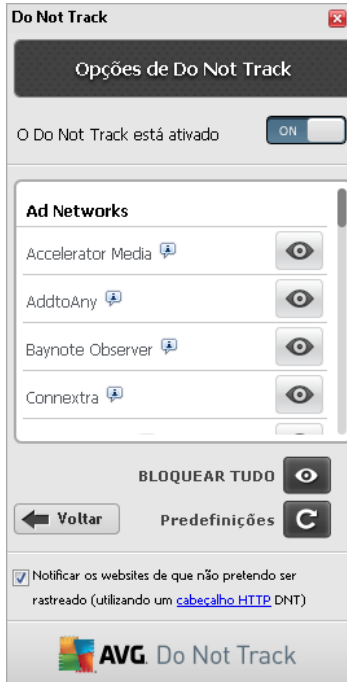 Do Not Track
Opções de Do Not Track
O Do Not Track está ativado
ON
Ad Networks
Accelerator Media
AddtoAny
Baynote Observer
Connextra
BLOQUEAR TUDO
Voltar
Predefinições
Notificar os websites de que não pretendo ser
rastreado (utilizando um cabeçalho HTTP DNT)
AVG. Do Not Track